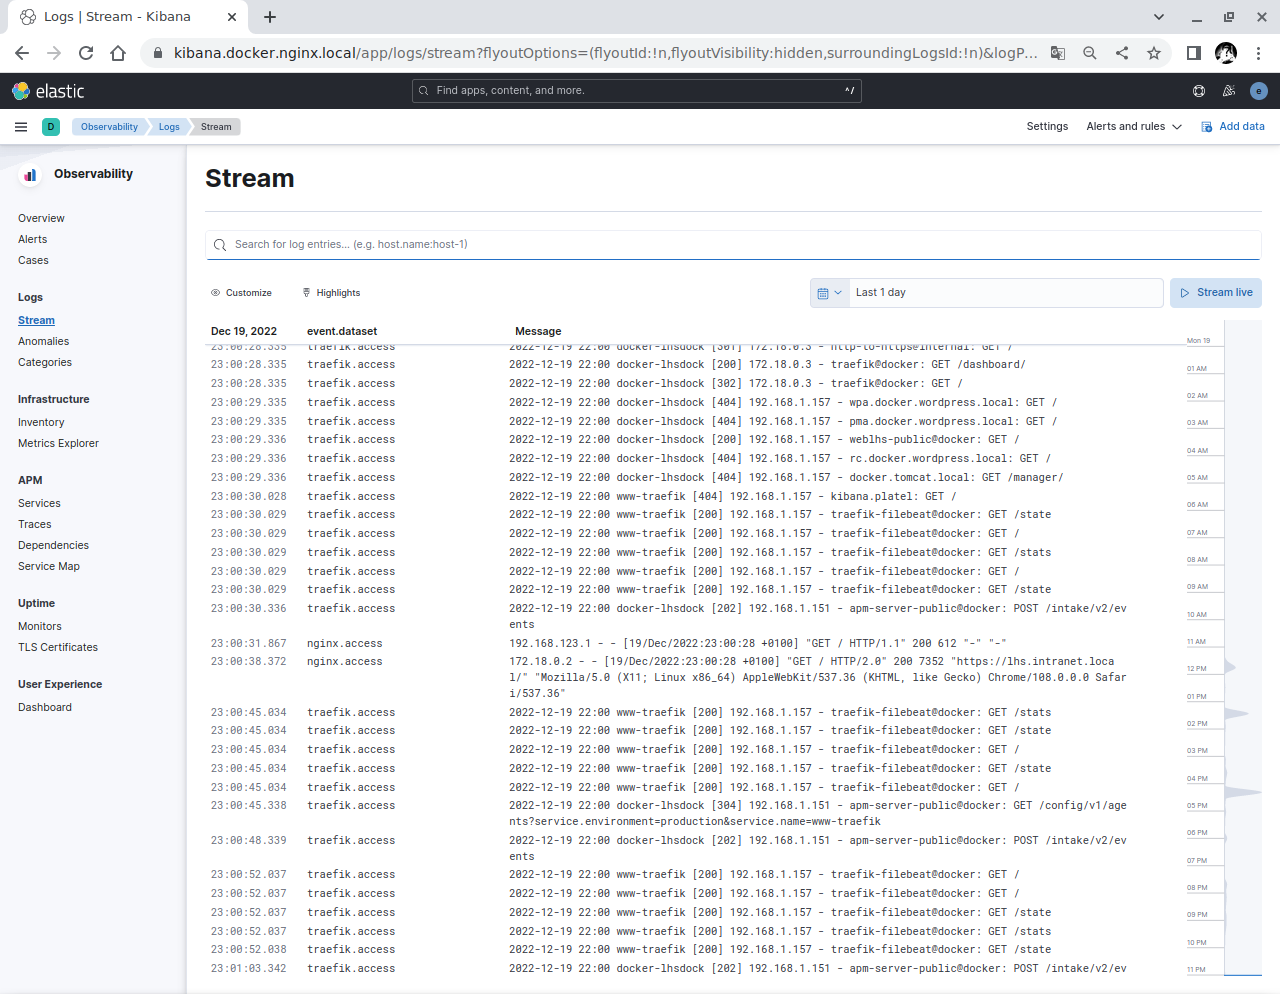 Logs | Stream - Kibana
kibana.docker.nginx.local/app/logs/stream?flyoutOptions=(flyoutId:!n,flyoutVisibility:hidden,surroundingLogsId:!n)&logP...
elastic
Find apps, content, and more.
^/
e
D
Observability
Logs
Stream
Settings
Alerts and rules
Add data
Observability
Overview
Alerts
Cases
Logs
Stream
Anomalies
Categories
Infrastructure
Inventory
Metrics Explorer
APM
Services
Traces
Dependencies
Service Map
Uptime
Monitors
TLS Certificates
User Experience
Dashboard
Stream
Search for log entries... (e.g. host.name:host-1)
Customize
Highlights
Last 1 day
Stream live
Dec 19, 2022 event.dataset Message
23:00:28.335 traefik.access 2022-12-19 22:00 docker-lhsdock [301] 172.18.0.3 - http-to-https@internal: GET /
23:00:28.335 traefik.access 2022-12-19 22:00 docker-lhsdock [200] 172.18.0.3 - traefik@docker: GET /dashboard/
23:00:28.335 traefik.access 2022-12-19 22:00 docker-lhsdock [302] 172.18.0.3 - traefik@docker: GET /
23:00:29.335 traefik.access 2022-12-19 22:00 docker-lhsdock [404] 192.168.1.157 - wpa.docker.wordpress.local: GET /
23:00:29.335 traefik.access 2022-12-19 22:00 docker-lhsdock [404] 192.168.1.157 - pma.docker.wordpress.local: GET /
23:00:29.336 traefik.access 2022-12-19 22:00 docker-lhsdock [200] 192.168.1.157 - weblhs-public@docker: GET /
23:00:29.336 traefik.access 2022-12-19 22:00 docker-lhsdock [404] 192.168.1.157 - rc.docker.wordpress.local: GET /
23:00:29.336 traefik.access 2022-12-19 22:00 docker-lhsdock [404] 192.168.1.157 - docker.tomcat.local: GET /manager/
23:00:30.028 traefik.access 2022-12-19 22:00 www-traefik [404] 192.168.1.157 - kibana.platel: GET /
23:00:30.029 traefik.access 2022-12-19 22:00 www-traefik [200] 192.168.1.157 - traefik-filebeat@docker: GET /state
23:00:30.029 traefik.access 2022-12-19 22:00 www-traefik [200] 192.168.1.157 - traefik-filebeat@docker: GET /
23:00:30.029 traefik.access 2022-12-19 22:00 www-traefik [200] 192.168.1.157 - traefik-filebeat@docker: GET /stats
23:00:30.029 traefik.access 2022-12-19 22:00 www-traefik [200] 192.168.1.157 - traefik-filebeat@docker: GET /
23:00:30.029 traefik.access 2022-12-19 22:00 www-traefik [200] 192.168.1.157 - traefik-filebeat@docker: GET /state
23:00:30.336 traefik.access 2022-12-19 22:00 docker-lhsdock [202] 192.168.1.151 - apm-server-public@docker: POST /intake/v2/ev
ents
23:00:31.867 nginx.access 192.168.123.1 - - [19/Dec/2022:23:00:28 +0100] "GET / HTTP/1.1" 200 612 "-" "-"
23:00:38.372 nginx.access 172.18.0.2 - - [19/Dec/2022:23:00:28 +0100] "GET / HTTP/2.0" 200 7352 "https://lhs.intranet.loca
l/" "Mozilla/5.0 (X11; Linux x86_64) AppleWebKit/537.36 (KHTML, like Gecko) Chrome/108.0.0.0 Safar
i/537.36"
23:00:45.034 traefik.access 2022-12-19 22:00 www-traefik [200] 192.168.1.157 - traefik-filebeat@docker: GET /stats
23:00:45.034 traefik.access 2022-12-19 22:00 www-traefik [200] 192.168.1.157 - traefik-filebeat@docker: GET /state
23:00:45.034 traefik.access 2022-12-19 22:00 www-traefik [200] 192.168.1.157 - traefik-filebeat@docker: GET /
23:00:45.034 traefik.access 2022-12-19 22:00 www-traefik [200] 192.168.1.157 - traefik-filebeat@docker: GET /state
23:00:45.034 traefik.access 2022-12-19 22:00 www-traefik [200] 192.168.1.157 - traefik-filebeat@docker: GET /
23:00:45.338 traefik.access 2022-12-19 22:00 docker-lhsdock [304] 192.168.1.151 - apm-server-public@docker: GET /config/v1/age
nts?service.environment=production&service.name=www-traefik
23:00:48.339 traefik.access 2022-12-19 22:00 docker-lhsdock [202] 192.168.1.151 - apm-server-public@docker: POST /intake/v2/ev
ents
23:00:52.037 traefik.access 2022-12-19 22:00 www-traefik [200] 192.168.1.157 - traefik-filebeat@docker: GET /
23:00:52.037 traefik.access 2022-12-19 22:00 www-traefik [200] 192.168.1.157 - traefik-filebeat@docker: GET /
23:00:52.037 traefik.access 2022-12-19 22:00 www-traefik [200] 192.168.1.157 - traefik-filebeat@docker: GET /state
23:00:52.037 traefik.access 2022-12-19 22:00 www-traefik [200] 192.168.1.157 - traefik-filebeat@docker: GET /stats
23:00:52.038 traefik.access 2022-12-19 22:00 www-traefik [200] 192.168.1.157 - traefik-filebeat@docker: GET /state
23:01:03.342 traefik.access 2022-12-19 22:00 docker-lhsdock [202] 192.168.1.151 - apm-server-public@docker: POST /intake/v2/ev
Mon 19
01 AM
02 AM
03 AM
04 AM
05 AM
06 AM
07 AM
08 AM
09 AM
10 AM
11 AM
12 PM
01 PM
02 PM
03 PM
04 PM
05 PM
06 PM
07 PM
08 PM
09 PM
10 PM
11 PM